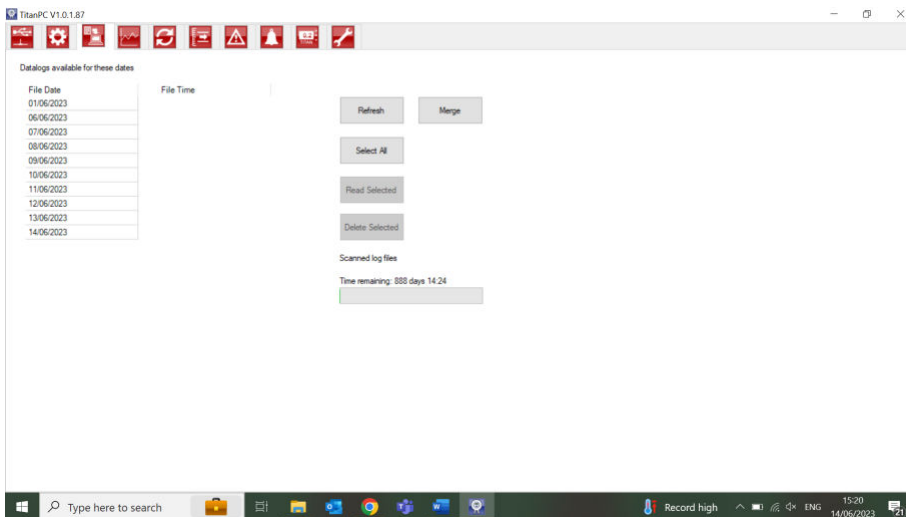 TitanPC V1.0.1.87
Datalogs available for these dates
File Date File Time
01/06/2023
06/06/2023
07/06/2023
08/06/2023
09/06/2023
10/06/2023
11/06/2023
12/06/2023
13/06/2023
14/06/2023
Refresh Merge
Select All
Read Selected
Delete Selected
Scanned log files
Time remaining: 888 days 14:24
Type here to search
Record high
ENG
15:20
14/06/2023
21